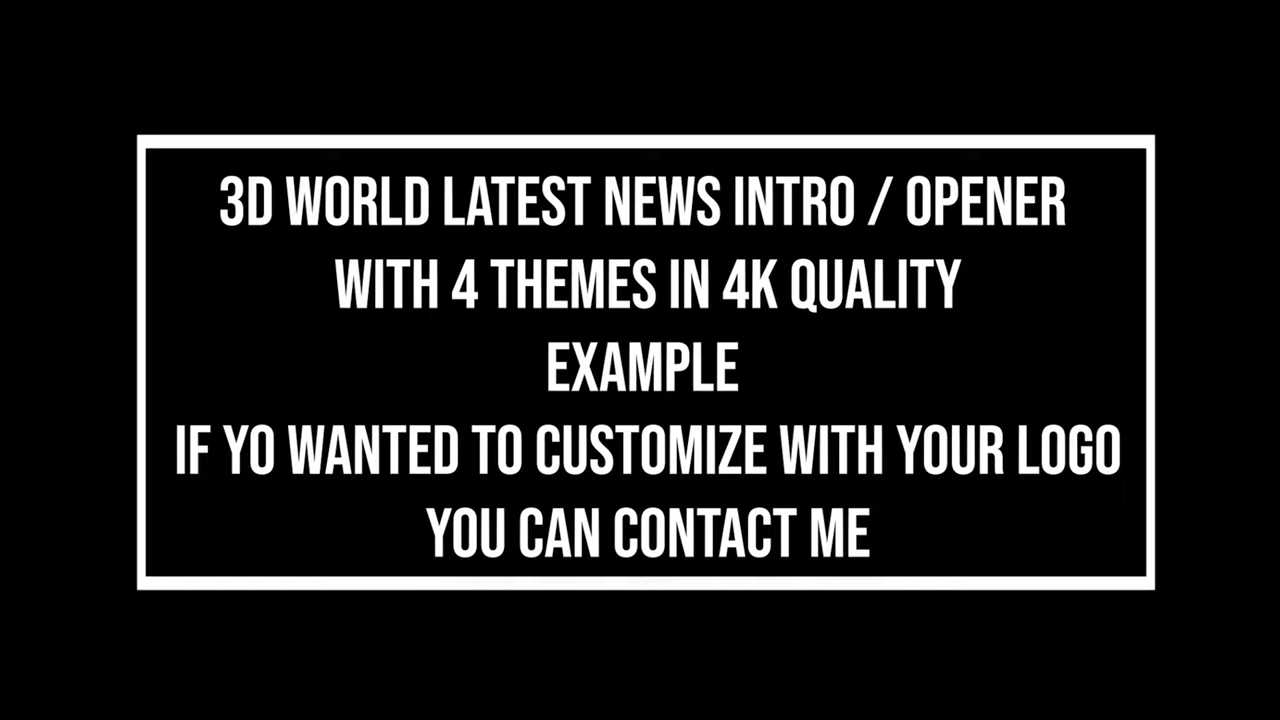 3D WORLD LATEST NEWS INTRO / OPENER
WITH 4 THEMES IN 4K QUALITY
EXAMPLE
IF YO WANTED TO CUSTOMIZE WITH YOUR LOGO
YOU CAN CONTACT ME